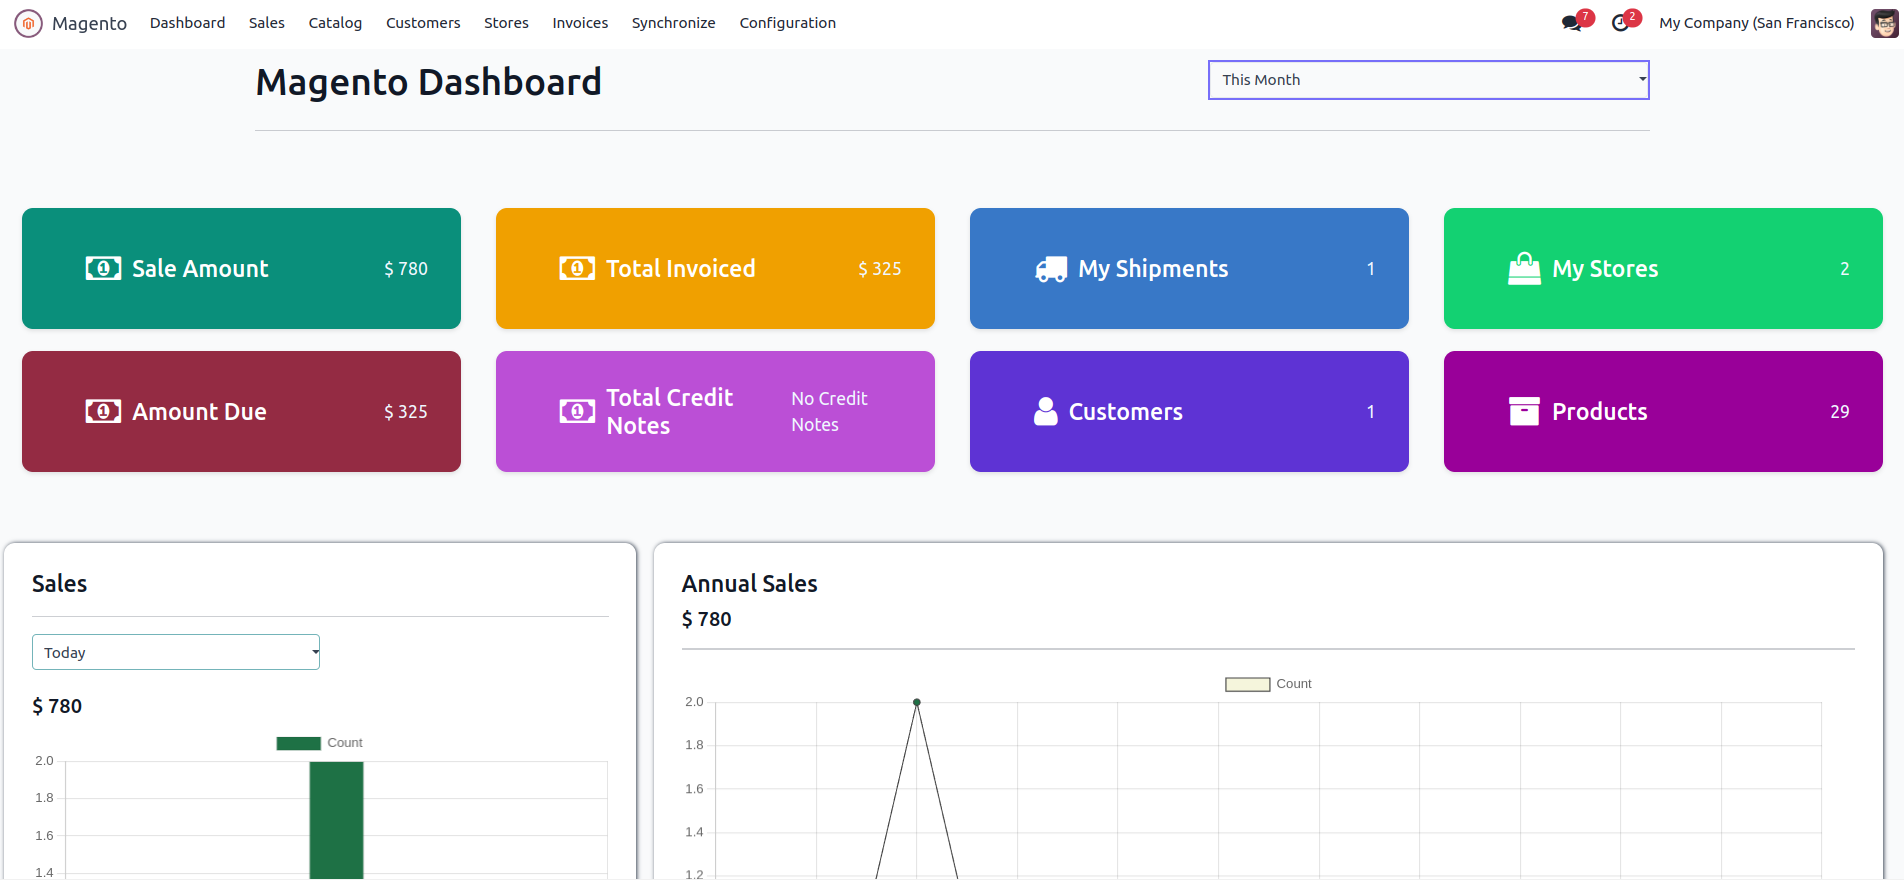 Magento Dashboard Sales Catalog Customers Stores Invoices Synchronize Configuration 7 2 My Company (San Francisco)
Magento Dashboard
This Month
Sale Amount $ 780
Total Invoiced $ 325
My Shipments 1
My Stores 2
Amount Due $ 325
Total Credit
Notes
No Credit
Notes
Customers 1
Products 29
Sales
Today
$ 780
Count
2.0
1.8
1.6
1.4
Annual Sales
$ 780
Count
2.0
1.8
1.6
1.4
1.2